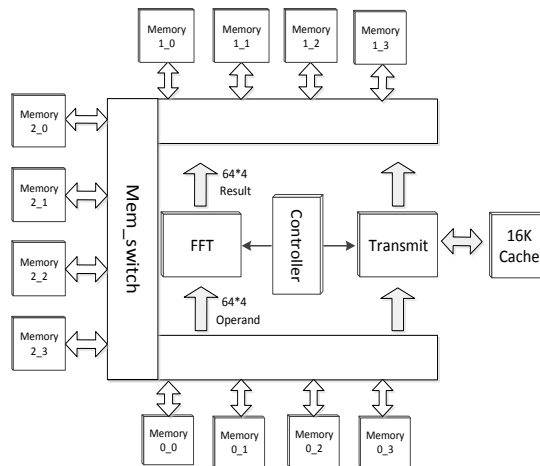 Memory
1_0
Memory
1_1
Memory
1_2
Memory
1_3
Memory
2_0
Memory
2_1
Memory
2_2
Memory
2_3
Mem_switch
64*4
Result
FFT
Controller
Transmit
16K
Cache
64*4
Operand
Memory
0_0
Memory
0_1
Memory
0_2
Memory
0_3